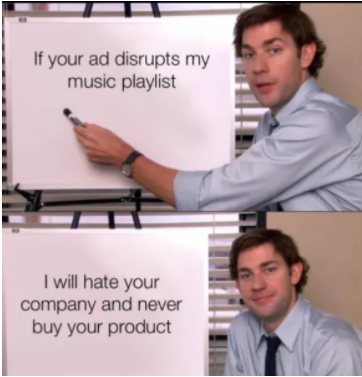 If your ad disrupts my
music playlist
I will hate your
company and never
buy your product